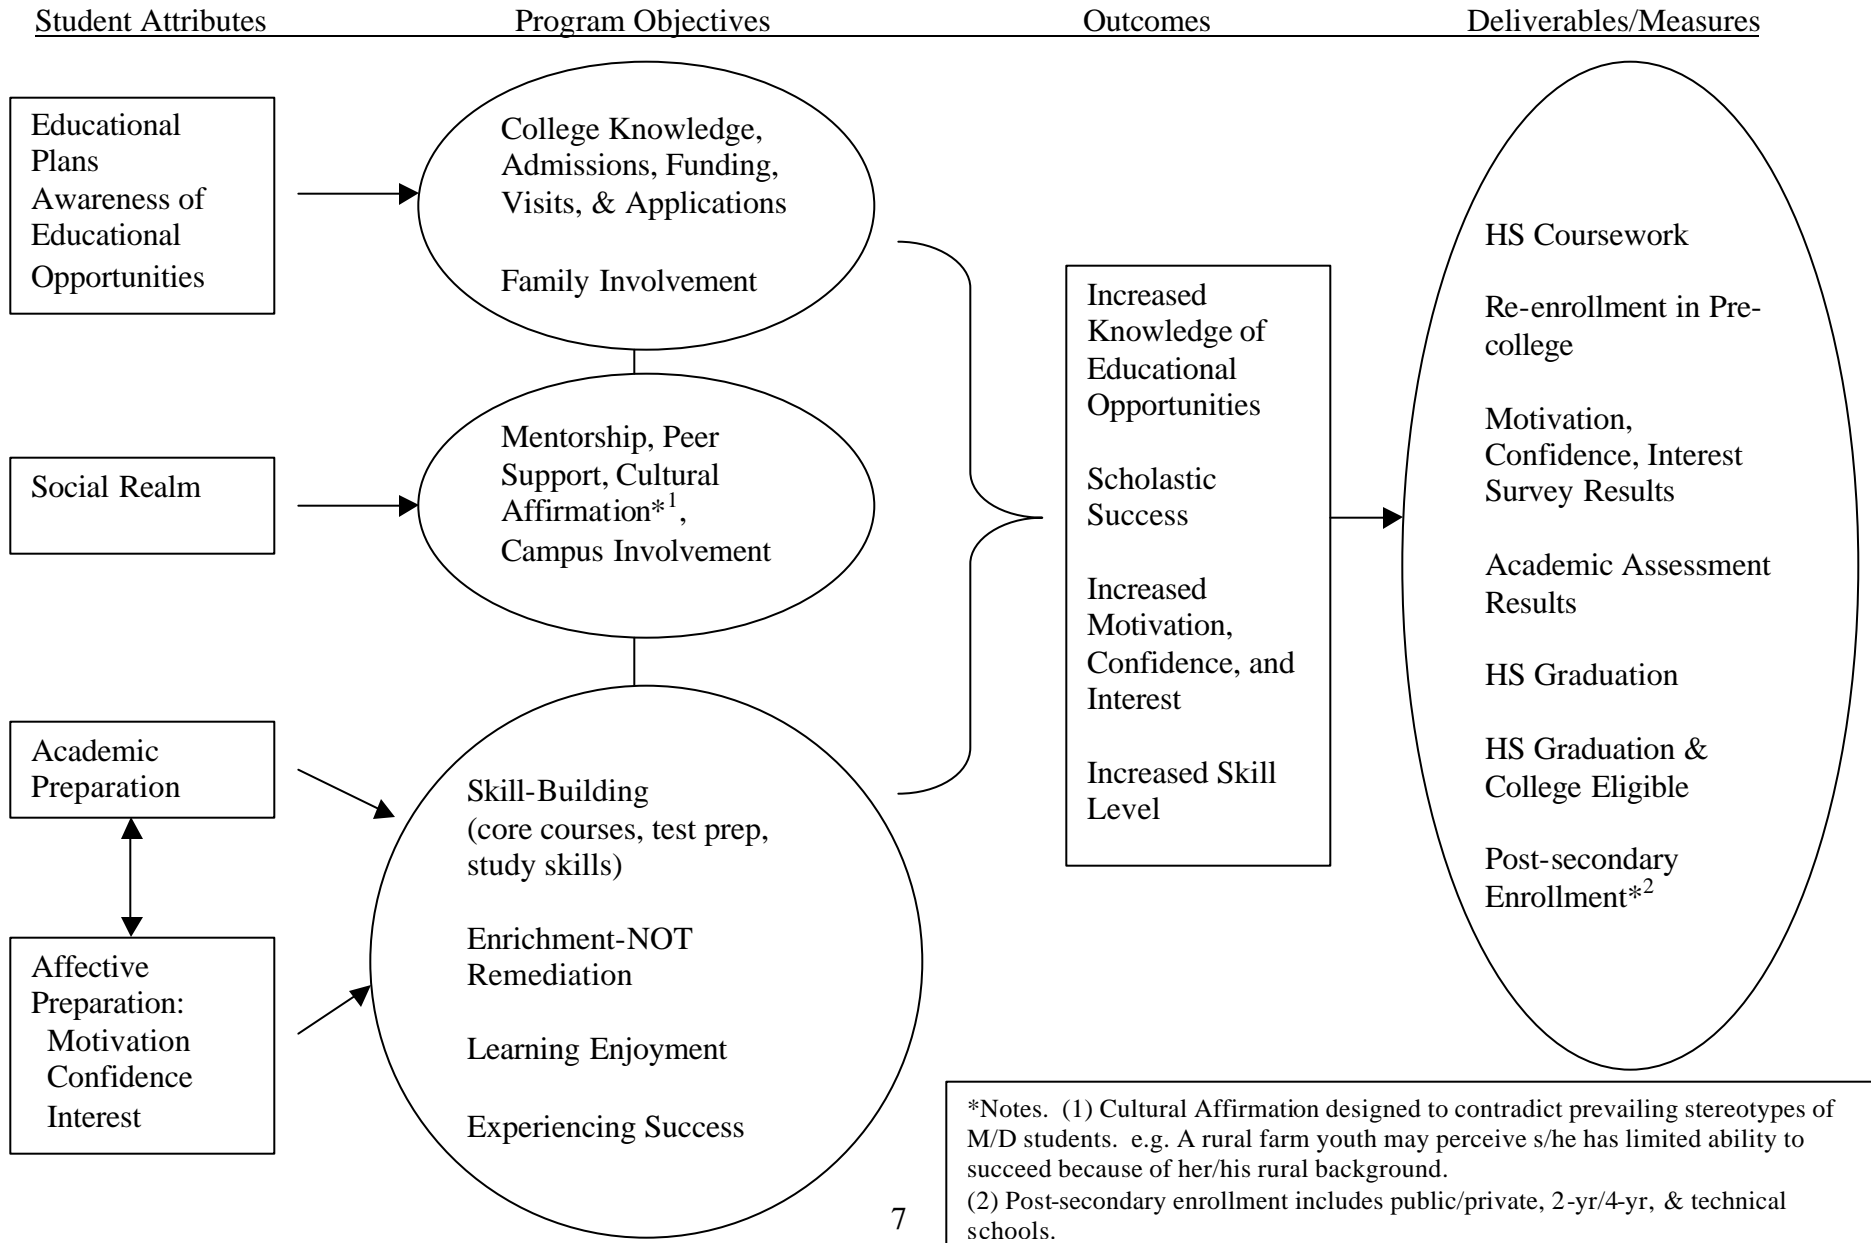 Student Attributes Program Objectives Outcomes Deliverables/Measures
Educational
Plans
Awareness of
Educational
Opportunities
Social Realm
Academic
Preparation
Affective
Preparation:
Motivation
Confidence
Interest
College Knowledge,
Admissions, Funding,
Visits, & Applications
Family Involvement
Mentorship, Peer
Support, Cultural
Affirmation*1,
Campus Involvement
Skill-Building
(core courses, test prep,
study skills)
Enrichment-NOT
Remediation
Learning Enjoyment
Experiencing Success
Increased
Knowledge of
Educational
Opportunities
Scholastic
Success
Increased
Motivation,
Confidence, and
Interest
Increased Skill
Level
HS Coursework
Re-enrollment in Pre-
college
Motivation,
Confidence, Interest
Survey Results
Academic Assessment
Results
HS Graduation
HS Graduation &
College Eligible
Post-secondary
Enrollment*2
*Notes. (1) Cultural Affirmation designed to contradict prevailing stereotypes of
M/D students. e.g. A rural farm youth may perceive s/he has limited ability to
succeed because of her/his rural background.
(2) Post-secondary enrollment includes public/private, 2-yr/4-yr, & technical
schools.
7